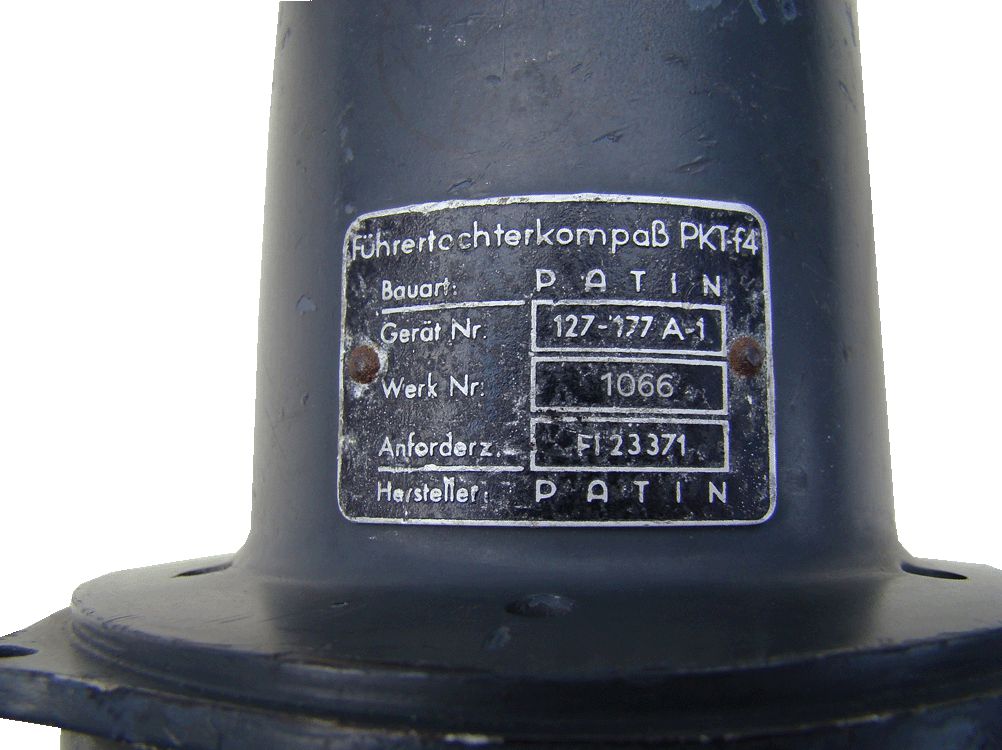 Führertochterkompaß PKT-f4
Bauart: PATIN
Gerät Nr. 127-177 A-1
Werk Nr. 1066
Anforderz. Fl 23371
Hersteller: PATIN